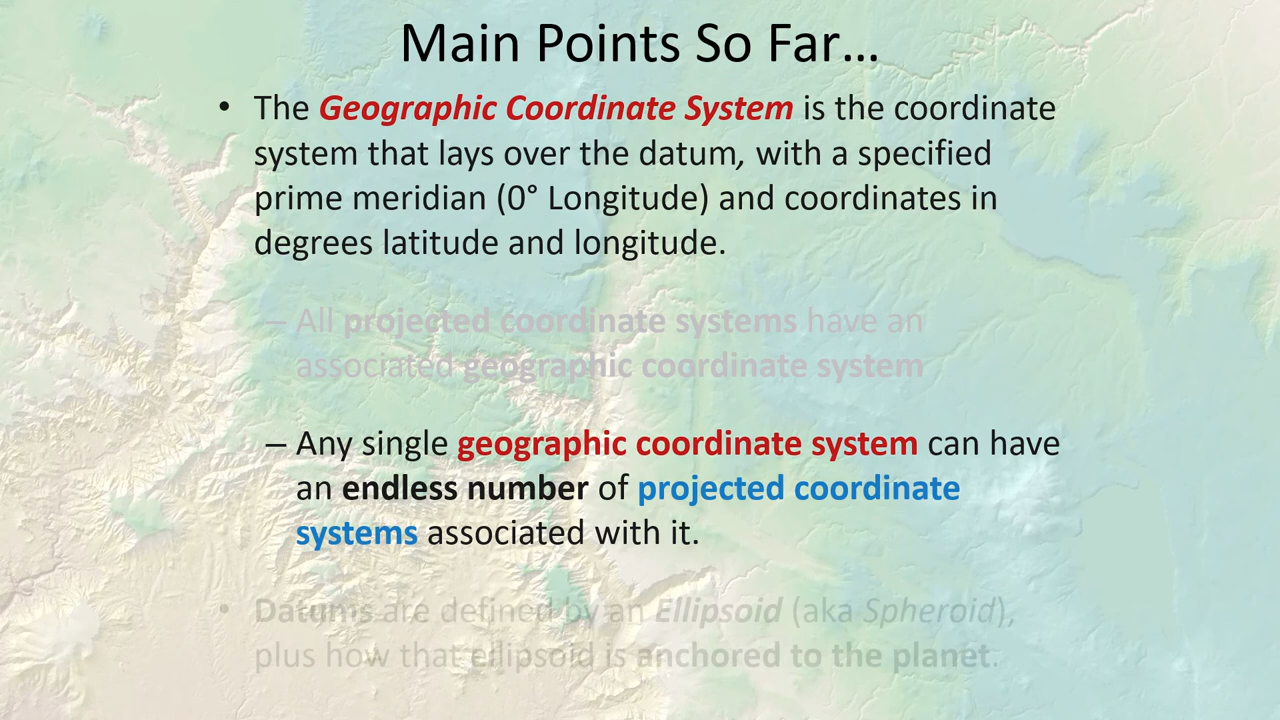 Main Points So Far…
• The Geographic Coordinate System is the coordinate
system that lays over the datum, with a specified
prime meridian (0° Longitude) and coordinates in
degrees latitude and longitude.
– All projected coordinate systems have an
associated geographic coordinate system
– Any single geographic coordinate system can have
an endless number of projected coordinate
systems associated with it.
• Datums are defined by an Ellipsoid (aka Spheroid),
plus how that ellipsoid is anchored to the planet.